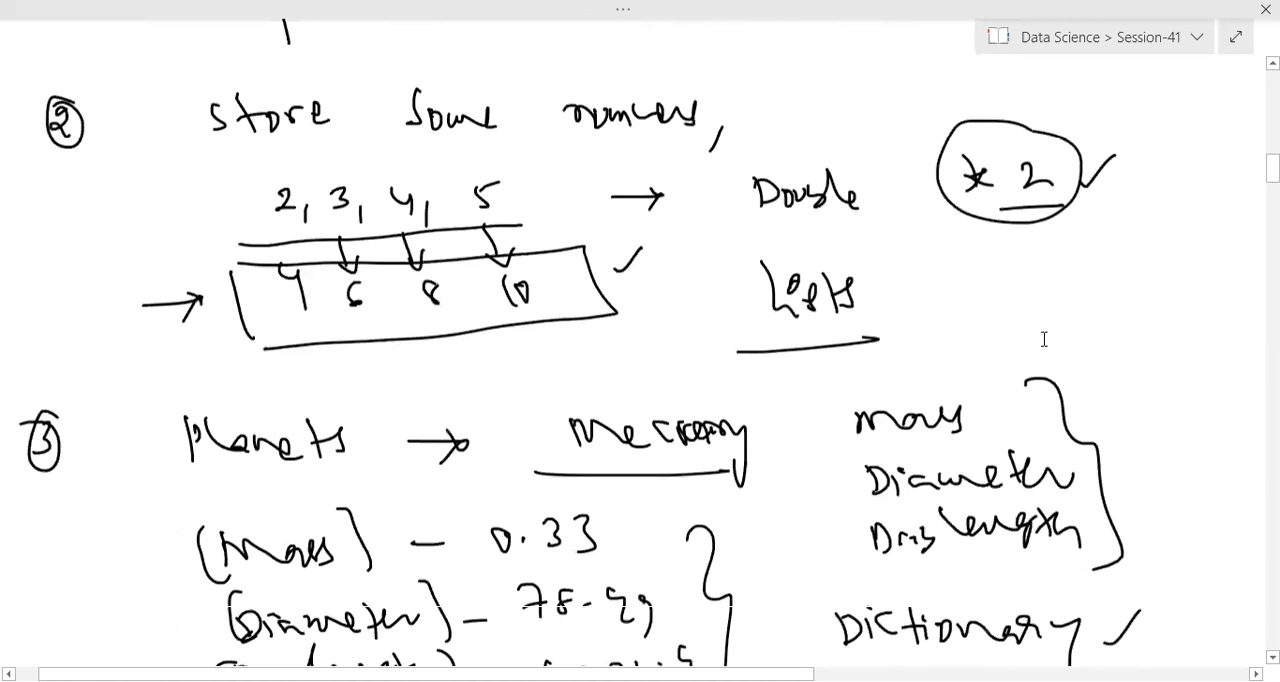 Data Science > Session-41
② store some numbers,
2, 3, 4, 5 → Double * 2 ✓
→ 4 6 8 10 ✓ Lists
③ Planets → Mercury
Mass
Diameter
Day length
(Mass) - 0.33
(Diameter) -
Dictionary ✓